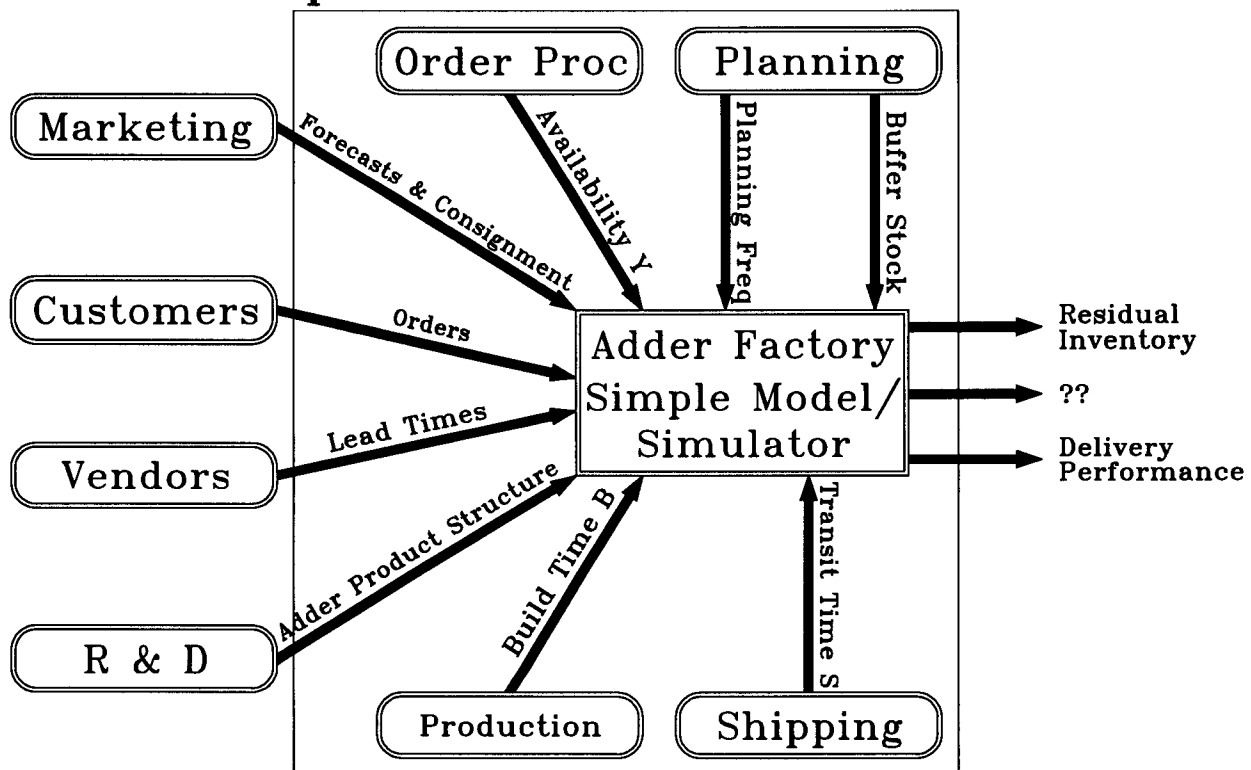 Order Proc
Planning
Marketing
Forecasts & Consignment
Availability Y
Planning Freq
Buffer Stock
Customers
Orders
Adder Factory
Simple Model/
Simulator
Residual
Inventory
??
Delivery
Performance
Vendors
Lead Times
R & D
Adder Product Structure
Build Time B
Transit Time S
Production
Shipping